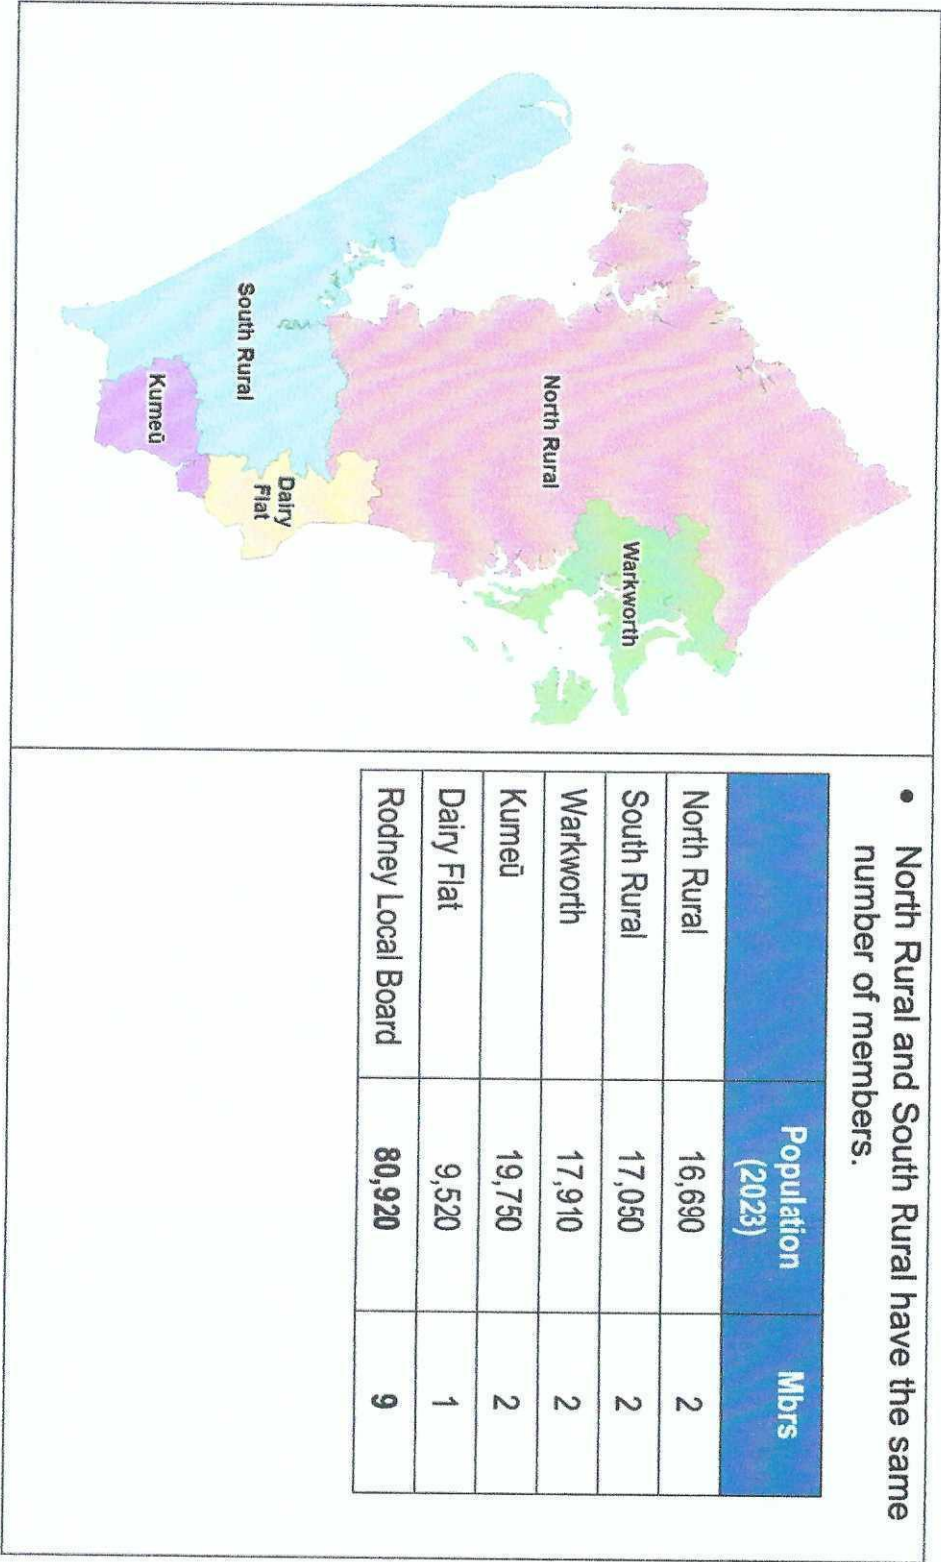 North Rural
Warkworth
South Rural
Dairy
Flat
Kumeū
• North Rural and South Rural have the same
number of members.
Population
(2023) Mbrs
North Rural 16,690 2
South Rural 17,050 2
Warkworth 17,910 2
Kumeū 19,750 2
Dairy Flat 9,520 1
Rodney Local Board 80,920 9